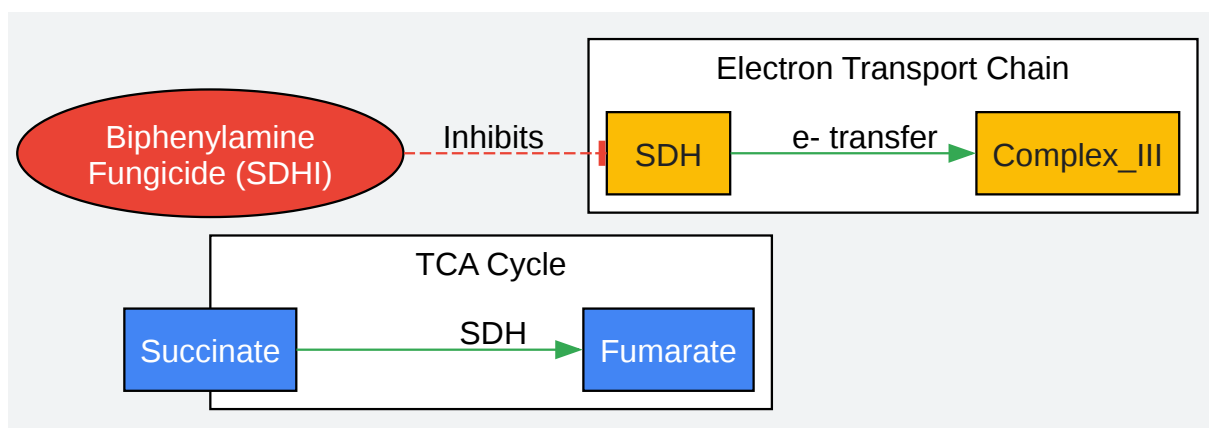 Electron Transport Chain
Biphenylamine
Fungicide (SDHI)
Inhibits
SDH
e- transfer
Complex_III
TCA Cycle
Succinate
SDH
Fumarate